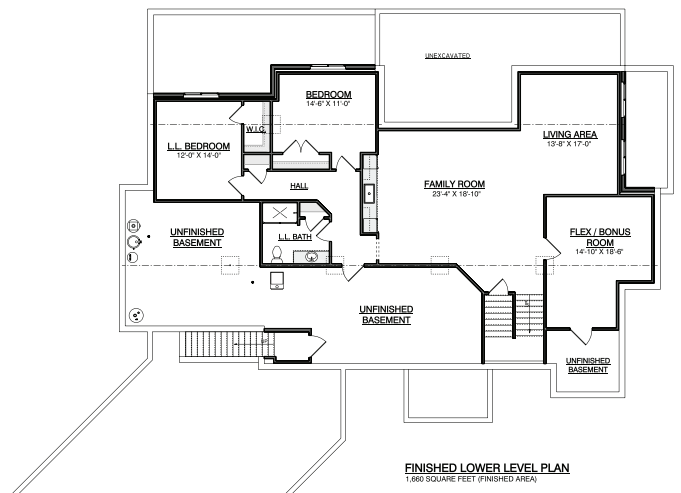 UNEXCAVATED
BEDROOM
14'-6" X 11'-0"
W.I.C.
L.L. BEDROOM
12'-0" X 14'-0"
LIVING AREA
13'-8" X 17'-0"
HALL
FAMILY ROOM
23'-4" X 18'-10"
UNFINISHED
BASEMENT
L.L. BATH
FLEX / BONUS
ROOM
14'-10" X 18'-6"
UNFINISHED
BASEMENT
UNFINISHED
BASEMENT
FINISHED LOWER LEVEL PLAN
1,660 SQUARE FEET (FINISHED AREA)